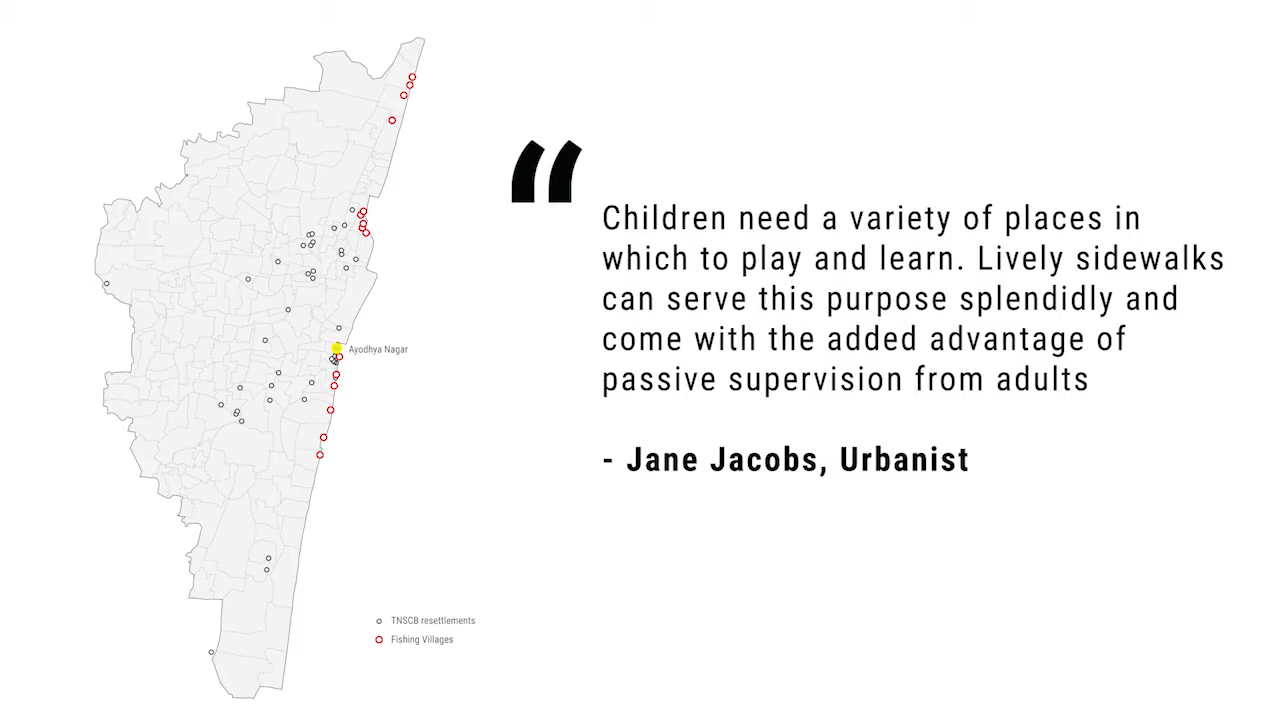 “
Children need a variety of places in
which to play and learn. Lively sidewalks
can serve this purpose splendidly and
come with the added advantage of
passive supervision from adults
- Jane Jacobs, Urbanist
Ayodhya Nagar
TNSCB resettlements
Fishing Villages